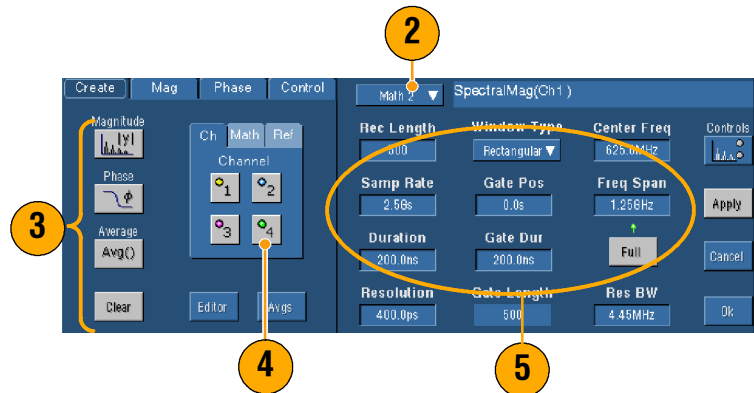 2
Create Mag Phase Control
Math 2 SpectralMag(Ch1 )
Magnitude
|y|
Phase
ϕ
Average
Avg()
Clear
Ch Math Ref
Channel
1 2
3 4
Editor Avgs
Rec Length Window Type Center Freq Controls
500 Rectangular 625.0MHz
Samp Rate Gate Pos Freq Span
2.5Gs 0.0s 1.25GHz Apply
Duration Gate Dur
200.0ns 200.0ns Full Cancel
Resolution Gate Length Res BW
400.0ps 500 4.45MHz Ok
3
4
5